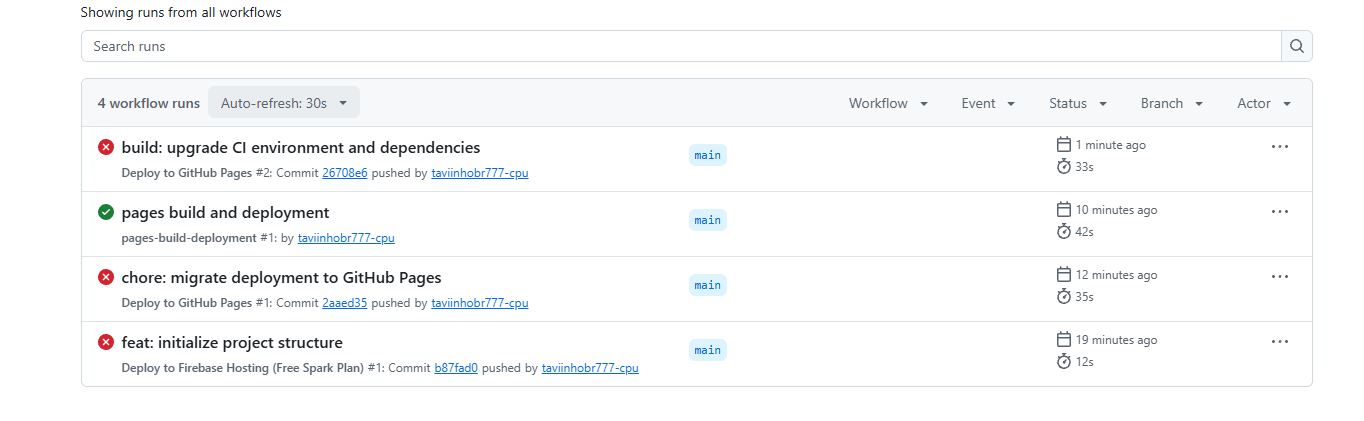 Showing runs from all workflows
Search runs
4 workflow runs Auto-refresh: 30s Workflow Event Status Branch Actor
build: upgrade CI environment and dependencies main 1 minute ago
Deploy to GitHub Pages #2: Commit 26708e6 pushed by taviinhobr777-cpu 33s
pages build and deployment main 10 minutes ago
pages-build-deployment #1: by taviinhobr777-cpu 42s
chore: migrate deployment to GitHub Pages main 12 minutes ago
Deploy to GitHub Pages #1: Commit 2aaed35 pushed by taviinhobr777-cpu 35s
feat: initialize project structure main 19 minutes ago
Deploy to Firebase Hosting (Free Spark Plan) #1: Commit b87fad0 pushed by taviinhobr777-cpu 12s